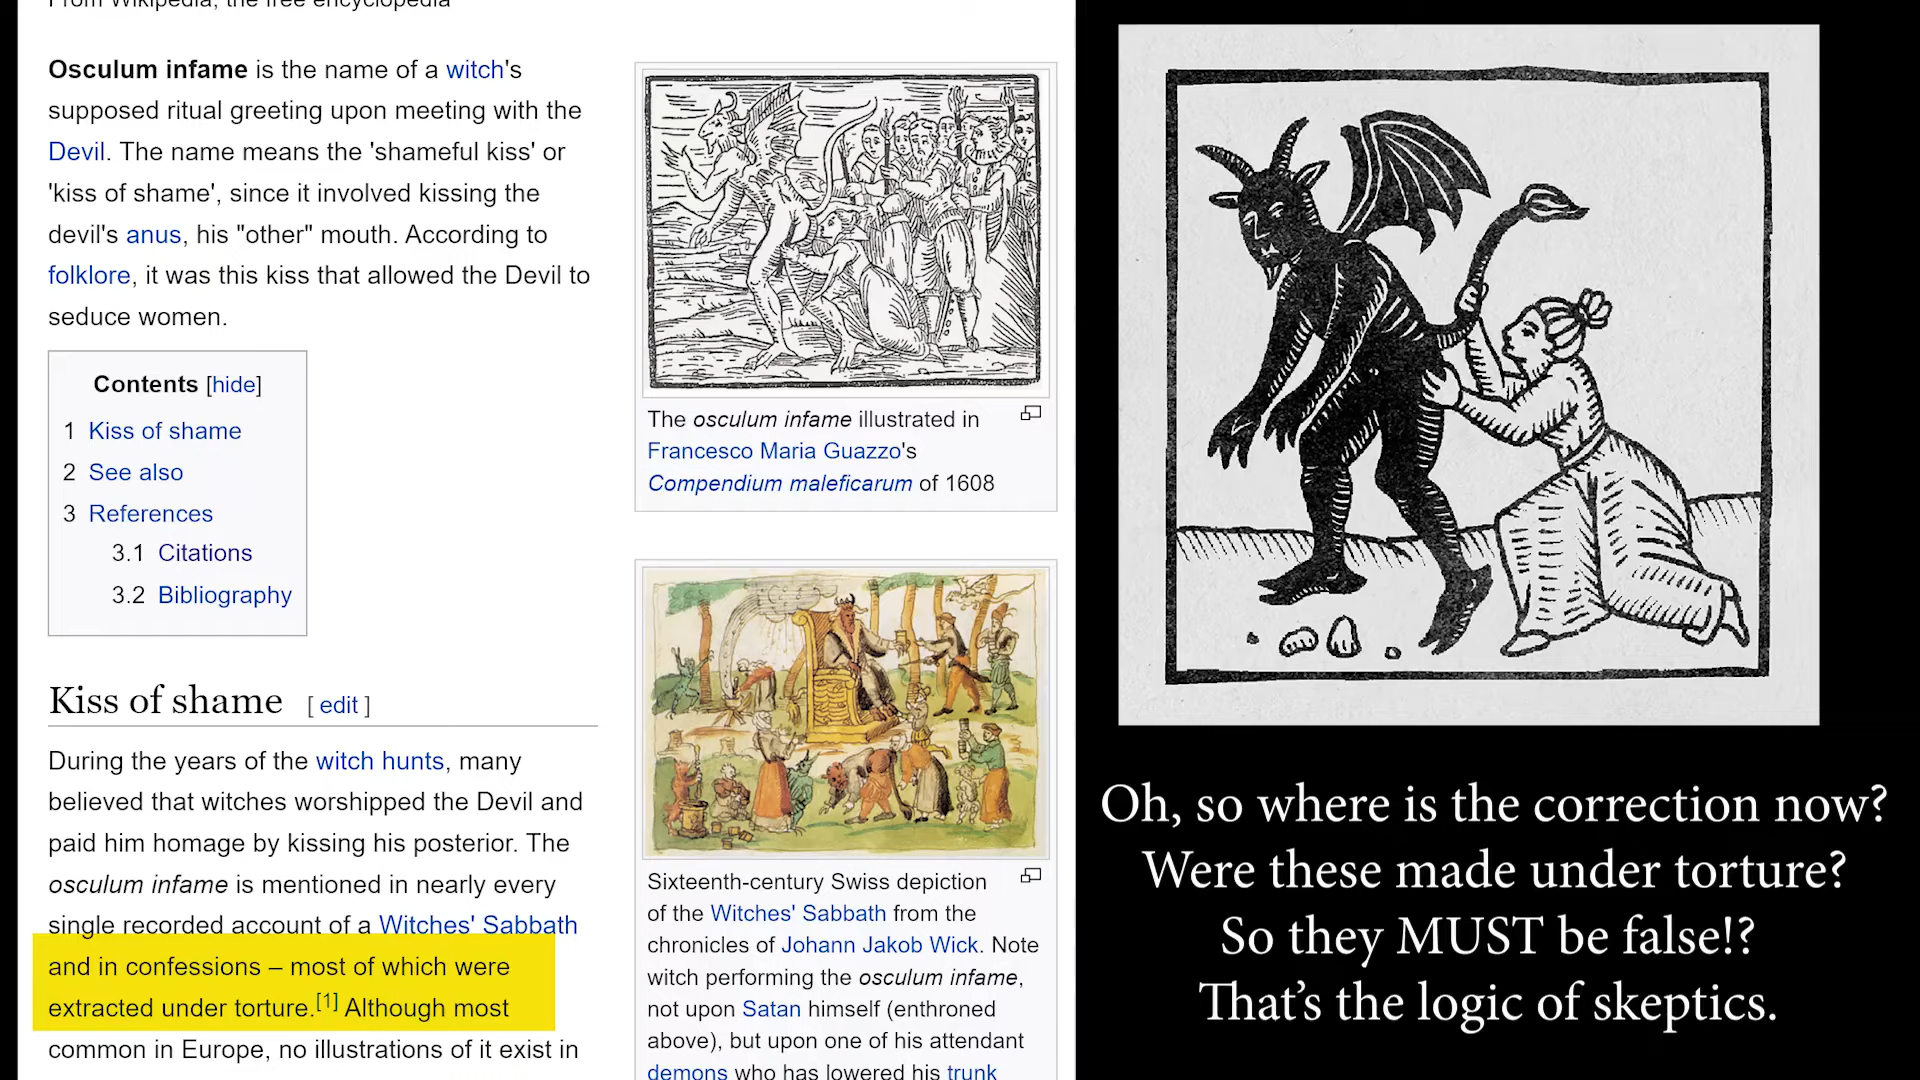 From Wikipedia, the free encyclopedia
Osculum infame is the name of a witch's
supposed ritual greeting upon meeting with the
Devil. The name means the 'shameful kiss' or
'kiss of shame', since it involved kissing the
devil's anus, his "other" mouth. According to
folklore, it was this kiss that allowed the Devil to
seduce women.
Contents [hide]
1 Kiss of shame
2 See also
3 References
3.1 Citations
3.2 Bibliography
Kiss of shame [ edit ]
During the years of the witch hunts, many
believed that witches worshipped the Devil and
paid him homage by kissing his posterior. The
osculum infame is mentioned in nearly every
single recorded account of a Witches' Sabbath
and in confessions – most of which were
extracted under torture.[1] Although most
common in Europe, no illustrations of it exist in
The osculum infame illustrated in
Francesco Maria Guazzo's
Compendium maleficarum of 1608
Sixteenth-century Swiss depiction
of the Witches' Sabbath from the
chronicles of Johann Jakob Wick. Note
witch performing the osculum infame,
not upon Satan himself (enthroned
above), but upon one of his attendant
demons who has lowered his trunk
Oh, so where is the correction now?
Were these made under torture?
So they MUST be false!?
That's the logic of skeptics.